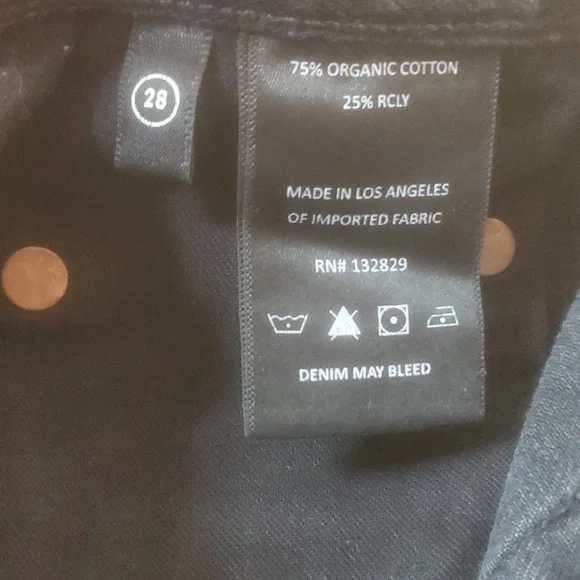 28
75% ORGANIC COTTON
25% RCLY
MADE IN LOS ANGELES
OF IMPORTED FABRIC
RN# 132829
DENIM MAY BLEED